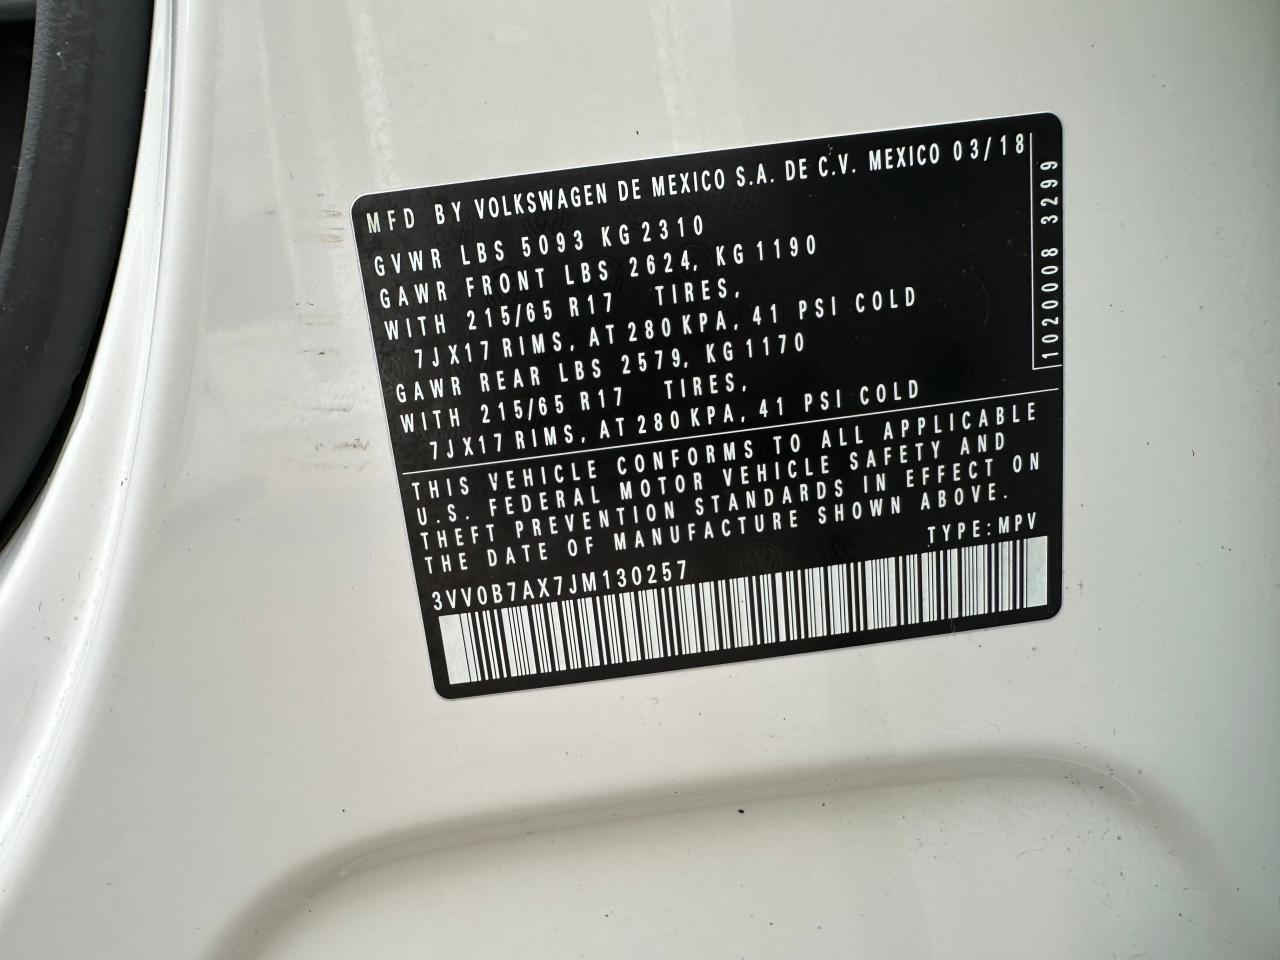 MFD BY VOLKSWAGEN DE MEXICO S.A. DE C.V. MEXICO 03/18
GVWR LBS 5093 KG 2310
GAWR FRONT LBS 2624, KG 1190
WITH 215/65 R17 TIRES,
7JX17 RIMS, AT 280 KPA, 41 PSI COLD
GAWR REAR LBS 2579, KG 1170
WITH 215/65 R17 TIRES,
7JX17 RIMS, AT 280 KPA, 41 PSI COLD
1020008 3299
THIS VEHICLE CONFORMS TO ALL APPLICABLE
U.S. FEDERAL MOTOR VEHICLE SAFETY AND
THEFT PREVENTION STANDARDS IN EFFECT ON
THE DATE OF MANUFACTURE SHOWN ABOVE.
TYPE: MPV
3VV0B7AX7JM130257